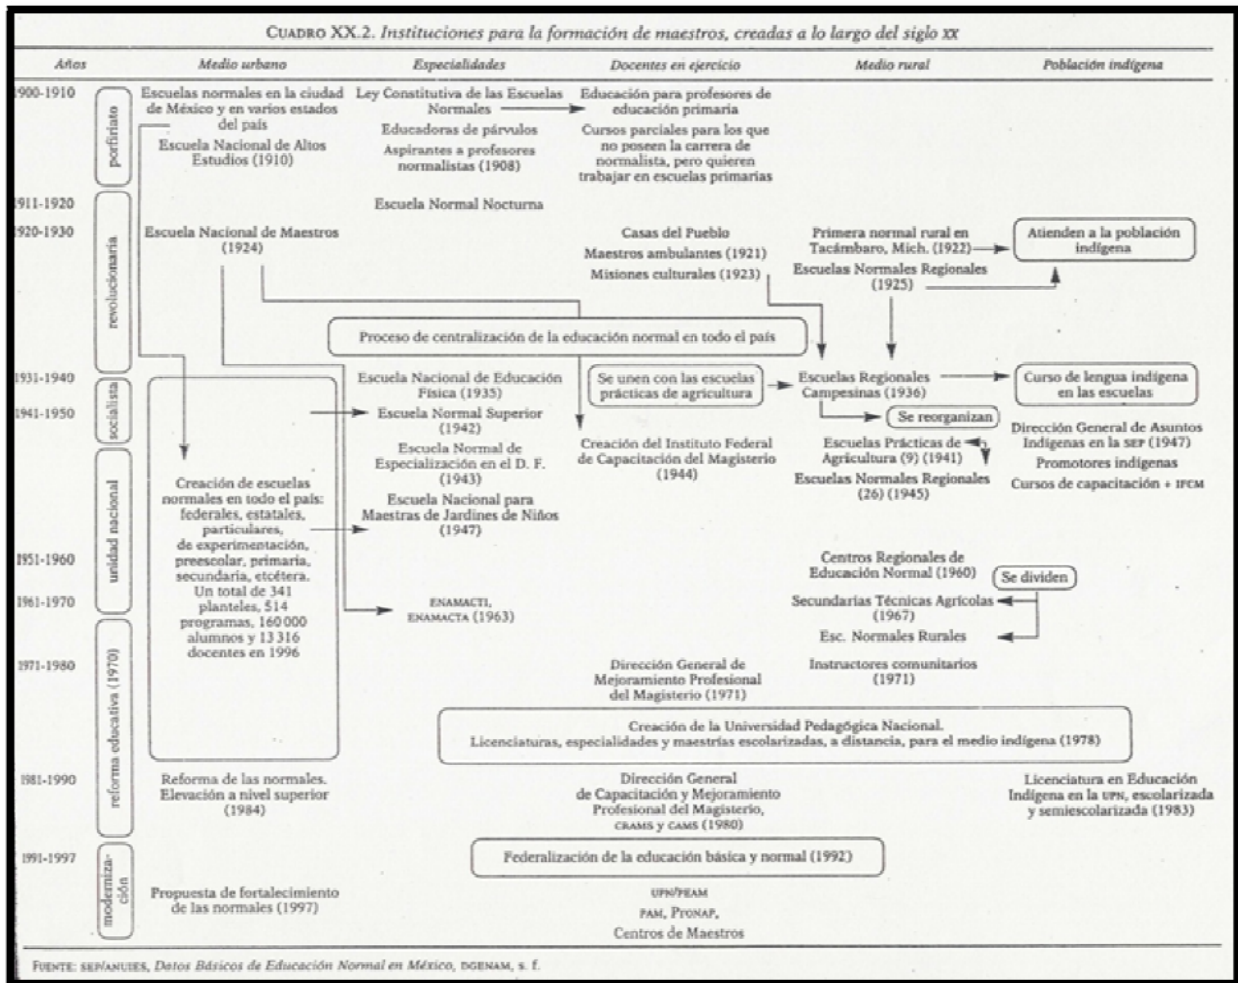 CUADRO XX.2. Instituciones para la formación de maestros, creadas a lo largo del siglo XX
Años
Medio urbano
Especialidades
Docentes en ejercicio
Medio rural
Población indígena
1900-1910
porfiriato
Escuelas normales en la ciudad
de México y en varios estados
del país
Escuela Nacional de Altos
Estudios (1910)
Ley Constitutiva de las Escuelas
Normales
Educadoras de párvulos
Aspirantes a profesores
normalistas (1908)
Educación para profesores de
educación primaria
Cursos parciales para los que
no poseen la carrera de
normalista, pero quieren
trabajar en escuelas primarias
1911-1920
revolucionaria
Escuela Normal Nocturna
1920-1930
Escuela Nacional de Maestros
(1924)
Casas del Pueblo
Maestros ambulantes (1921)
Misiones culturales (1923)
Primera normal rural en
Tacámbaro, Mich. (1922)
Escuelas Normales Regionales
(1925)
Atienden a la población
indígena
Proceso de centralización de la educación normal en todo el país
1931-1940
socialista
Escuela Nacional de Educación
Física (1935)
Se unen con las escuelas
prácticas de agricultura
Escuelas Regionales
Campesinas (1936)
Curso de lengua indígena
en las escuelas
1941-1950
Escuela Normal Superior
(1942)
Se reorganizan
Escuela Normal de
Especialización en el D. F.
(1943)
Creación del Instituto Federal
de Capacitación del Magisterio
(1944)
Escuelas Prácticas de
Agricultura (9) (1941)
Escuelas Normales Regionales
(26) (1945)
Dirección General de Asuntos
Indígenas en la SEP (1947)
Promotores indígenas
Cursos de capacitación + IFCM
unidad nacional
Creación de escuelas
normales en todo el país:
federales, estatales,
particulares,
de experimentación,
preescolar, primaria,
secundaria, etcétera.
Un total de 341
planteles, 514
programas, 160 000
alumnos y 13 316
docentes en 1996
Escuela Nacional para
Maestras de Jardines de Niños
(1947)
1951-1960
Centros Regionales de
Educación Normal (1960)
Se dividen
1961-1970
ENAMACTI,
ENAMACTA (1963)
Secundarias Técnicas Agrícolas
(1967)
Esc. Normales Rurales
1971-1980
reforma educativa (1970)
Dirección General de
Mejoramiento Profesional
del Magisterio (1971)
Instructores comunitarios
(1971)
Creación de la Universidad Pedagógica Nacional.
Licenciaturas, especialidades y maestrías escolarizadas, a distancia, para el medio indígena (1978)
1981-1990
Reforma de las normales.
Elevación a nivel superior
(1984)
Dirección General
de Capacitación y Mejoramiento
Profesional del Magisterio,
CRAMS y CAMS (1980)
Licenciatura en Educación
Indígena en la UPN, escolarizada
y semiescolarizada (1983)
1991-1997
moderniza-
ción
Federalización de la educación básica y normal (1992)
Propuesta de fortalecimiento
de las normales (1997)
UPN/PEAM
PAM, PRONAP,
Centros de Maestros
FUENTE: SEP/ANUIES, Datos Básicos de Educación Normal en México, DGENAM, s. f.